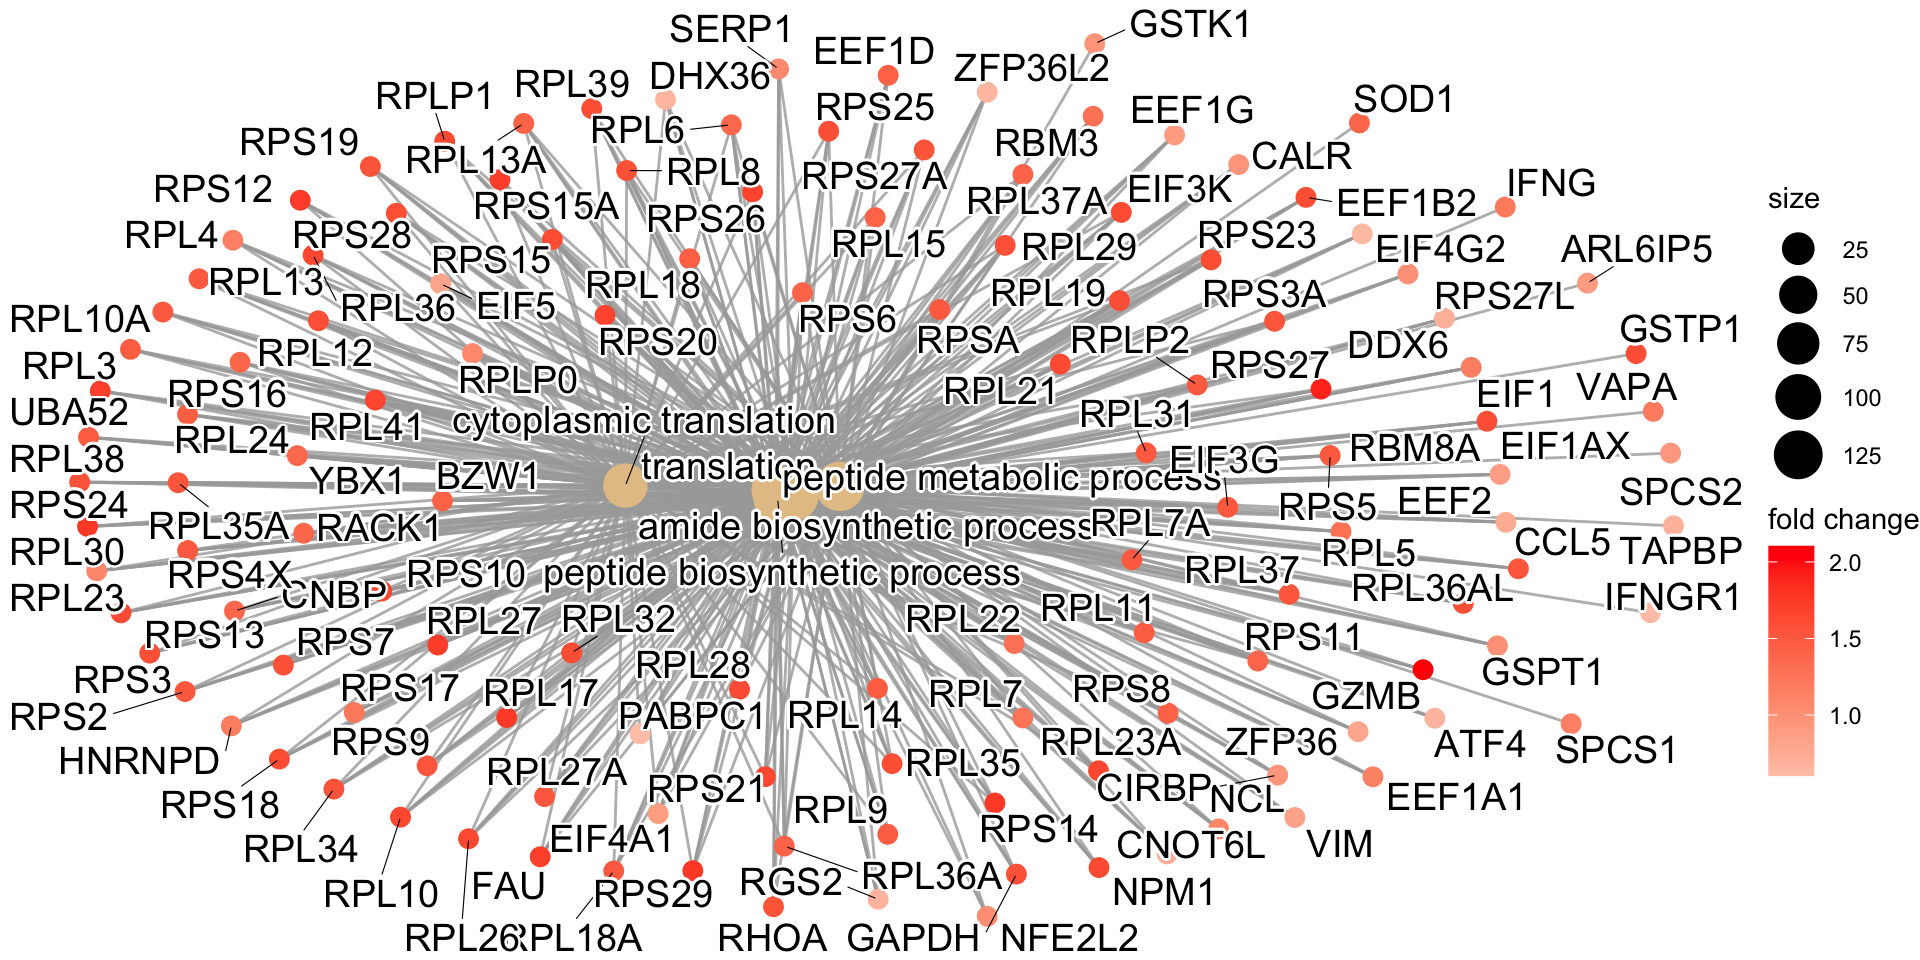 SERP1
GSTK1
EEF1D
ZFP36L2
DHX36
RPL39
RPLP1
SOD1
RPS25
EEF1G
RPL6
RBM3
RPS19
RPL13A
CALR
RPL8
RPS27A
IFNG
RPS12
EIF3K
RPL37A
EEF1B2
RPS15A
RPS26
RPL4
RPS28
RPL15
RPL29
RPS23
EIF4G2
ARL6IP5
RPS15
RPL13
RPL18
RPL36
EIF5
RPL19
RPS3A
RPS27L
RPL10A
RPS6
RPSA
RPLP2
GSTP1
RPL12
RPS20
DDX6
RPL3
RPS27
RPLP0
RPS16
RPL21
EIF1
VAPA
UBA52
RPL41
cytoplasmic translation
RPL31
RPL24
RBM8A
EIF1AX
RPL38
translation
EIF3G
YBX1
BZW1
peptide metabolic process
SPCS2
RPS24
RPS5
EEF2
RPL35A
RACK1
amide biosynthetic process
RPL7A
CCL5
TAPBP
RPL30
RPL5
RPS4X
RPS10
peptide biosynthetic process
RPL37
RPL36AL
RPL23
CNBP
IFNGR1
RPS13
RPL27
RPL32
RPL22
RPL11
RPS7
RPS11
RPL28
RPS3
GSPT1
RPS17
RPL17
RPL7
RPS8
GZMB
RPS2
PABPC1
RPL14
RPS9
RPL23A
ZFP36
ATF4
SPCS1
HNRNPD
RPL27A
RPL35
RPS21
CIRBP
NCL
EEF1A1
RPS18
RPL9
RPS14
EIF4A1
CNOT6L
VIM
RPL34
RPL36A
RGS2
RPL10
FAU
RPS29
NPM1
RPL26
RPL18A
RHOA
GAPDH
NFE2L2
size
25
50
75
100
125
fold change
2.0
1.5
1.0